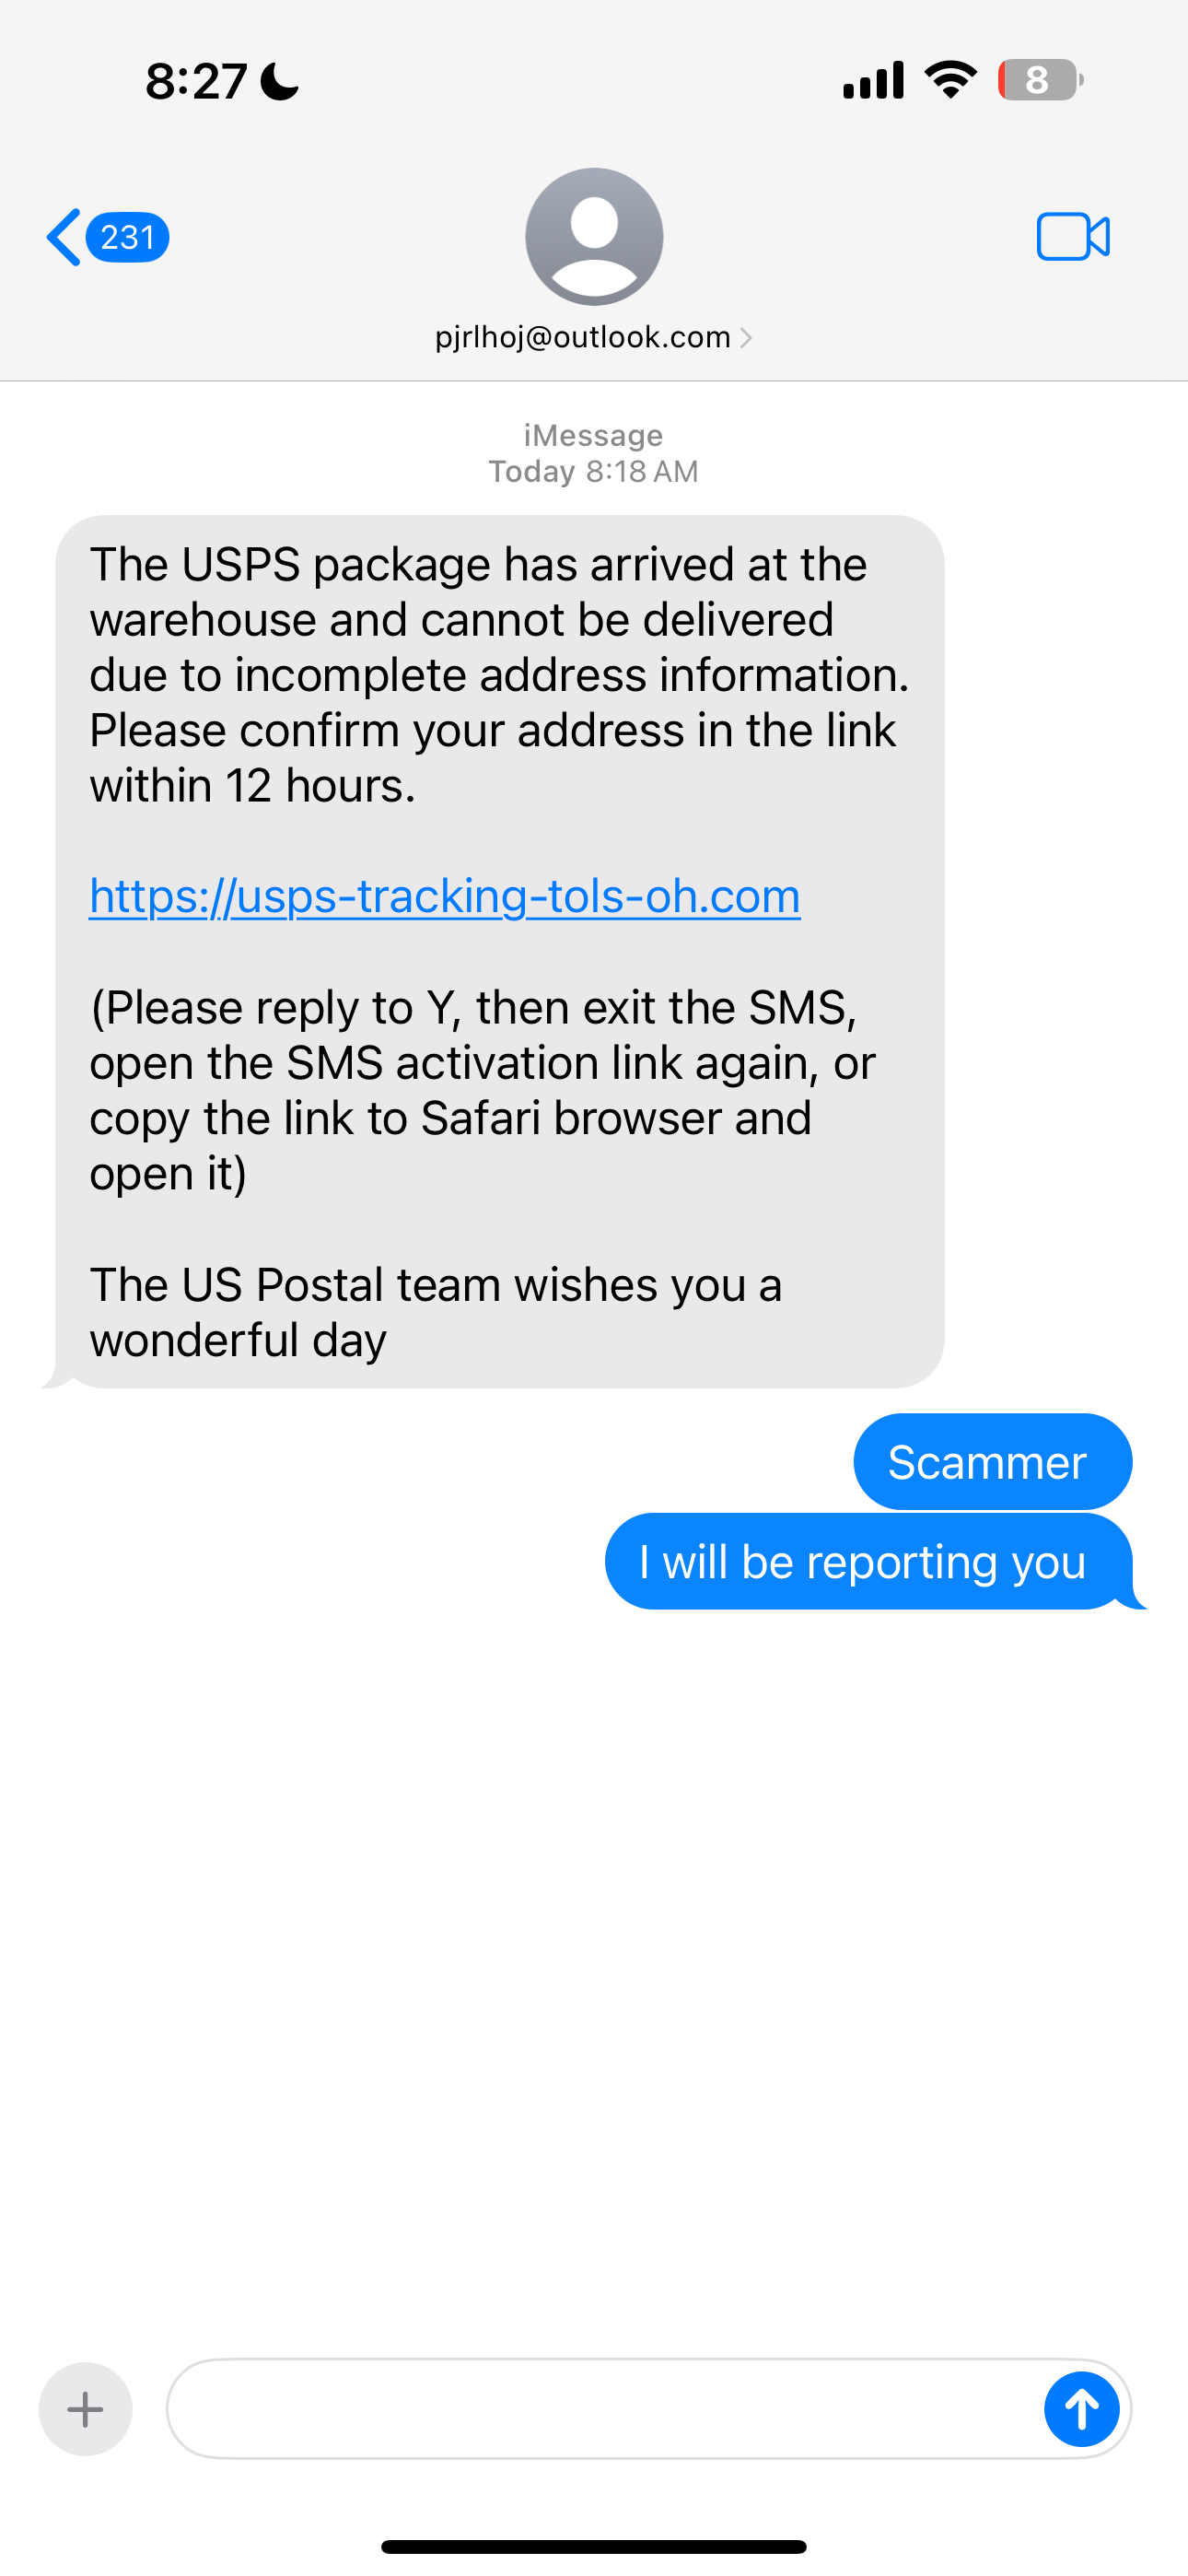 8:27
8
231
pjrlhoj@outlook.com
iMessage
Today 8:18 AM
The USPS package has arrived at the
warehouse and cannot be delivered
due to incomplete address information.
Please confirm your address in the link
within 12 hours.
https://usps-tracking-tols-oh.com
(Please reply to Y, then exit the SMS,
open the SMS activation link again, or
copy the link to Safari browser and
open it)
The US Postal team wishes you a
wonderful day
Scammer
I will be reporting you